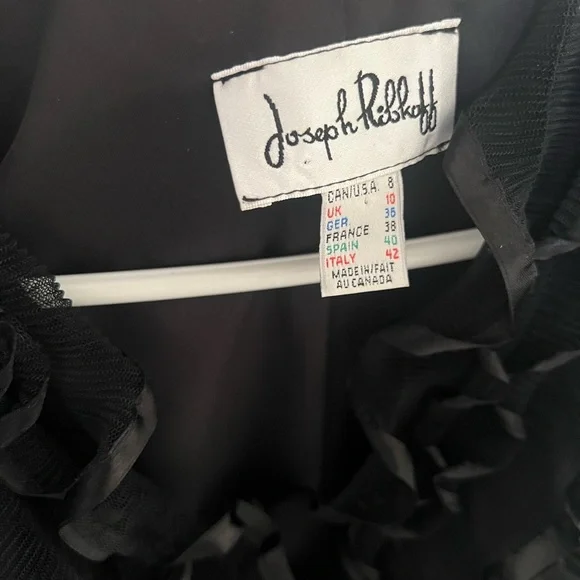 Joseph Ribkoff
CAN/U.S.A. 8
UK 10
GER. 36
FRANCE 38
SPAIN 40
ITALY 42
MADE IN/FAIT
AU CANADA